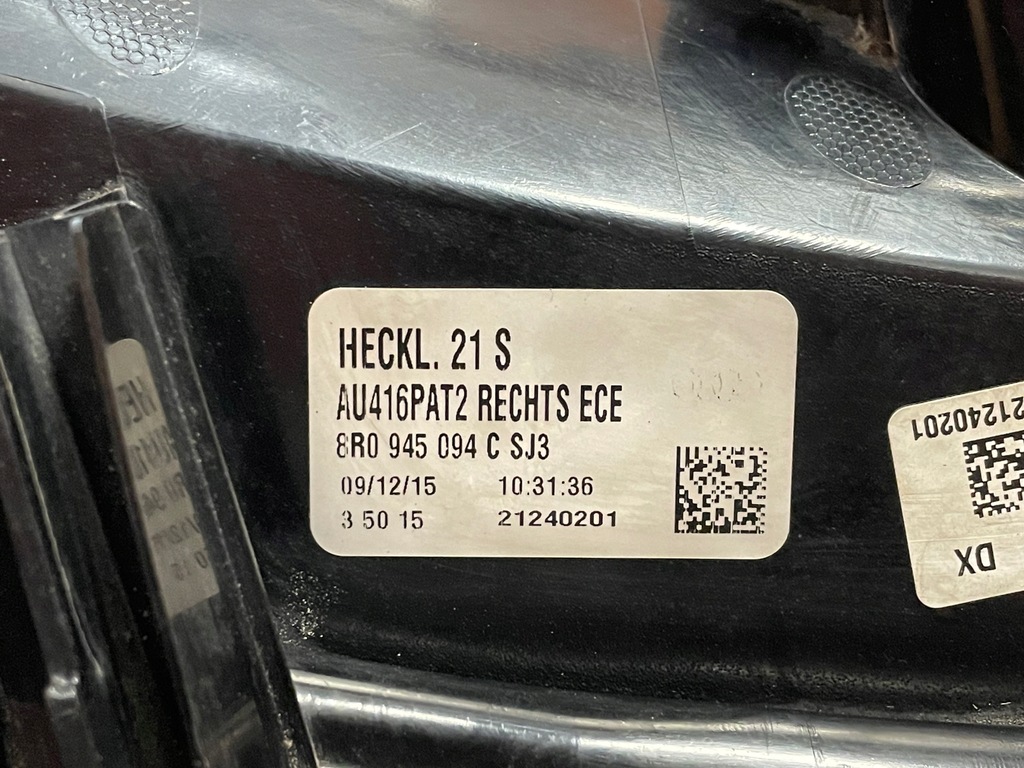 HECKL. 21 S
AU416PAT2 RECHTS ECE
8R0 945 094 C SJ3
09/12/15 10:31:36
3 50 15 21240201
21240201
DX